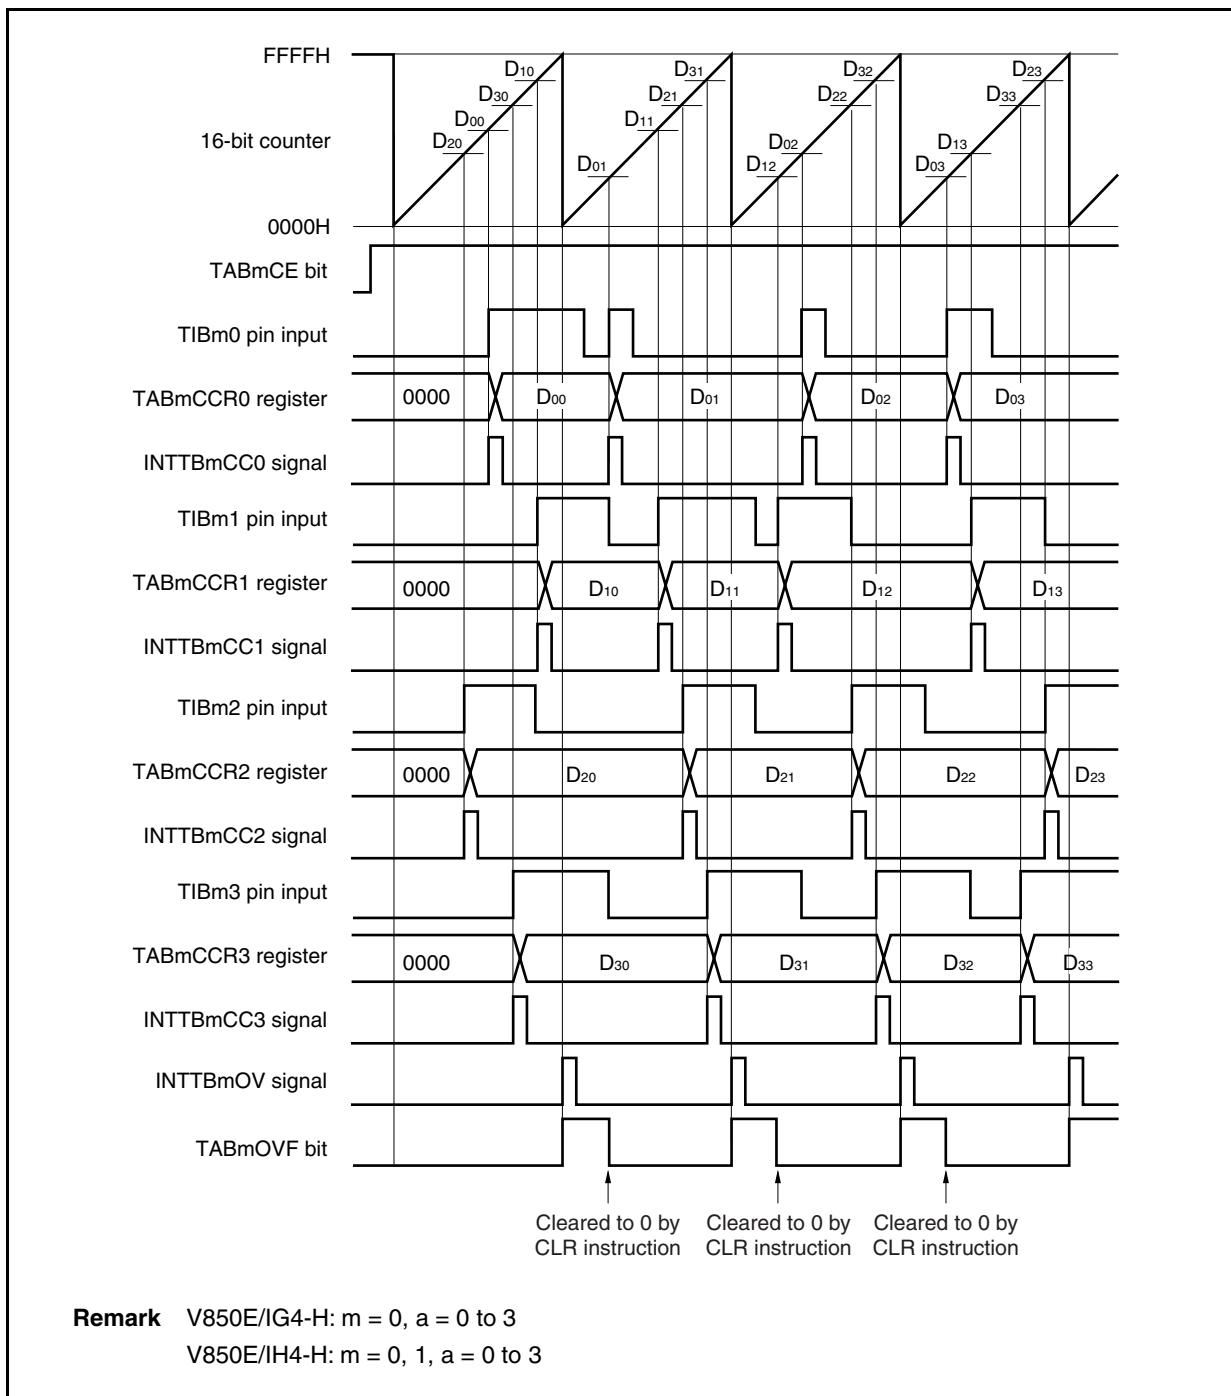 FFFFH
16-bit counter
0000H
D20
D00
D30
D10
D01
D11
D21
D31
D12
D02
D22
D32
D03
D13
D33
D23
TABmCE bit
TIBm0 pin input
TABmCCR0 register
0000 D00 D01 D02 D03
INTTBmCC0 signal
TIBm1 pin input
TABmCCR1 register
0000 D10 D11 D12 D13
INTTBmCC1 signal
TIBm2 pin input
TABmCCR2 register
0000 D20 D21 D22 D23
INTTBmCC2 signal
TIBm3 pin input
TABmCCR3 register
0000 D30 D31 D32 D33
INTTBmCC3 signal
INTTBmOV signal
TABmOVF bit
Cleared to 0 by
CLR instruction
Cleared to 0 by
CLR instruction
Cleared to 0 by
CLR instruction
Remark V850E/IG4-H: m = 0, a = 0 to 3
V850E/IH4-H: m = 0, 1, a = 0 to 3